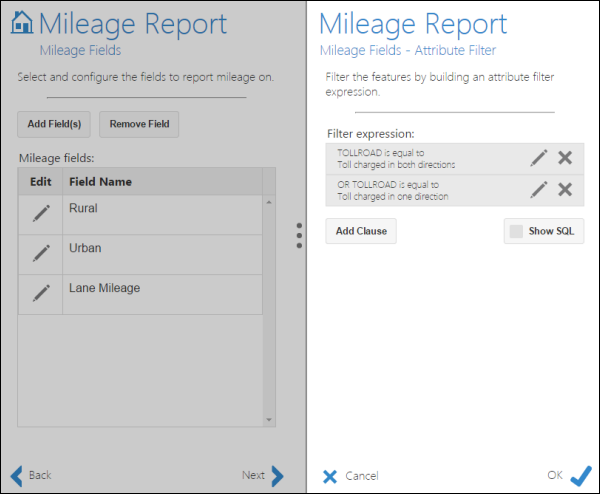 Mileage Report
Mileage Fields
Select and configure the fields to report mileage on.
Add Field(s)
Remove Field
Mileage fields:
Edit
Field Name
Rural
Urban
Lane Mileage
Back
Next
Mileage Report
Mileage Fields - Attribute Filter
Filter the features by building an attribute filter
expression.
Filter expression:
TOLLROAD is equal to
Toll charged in both directions
OR TOLLROAD is equal to
Toll charged in one direction
Add Clause
Show SQL
Cancel
OK